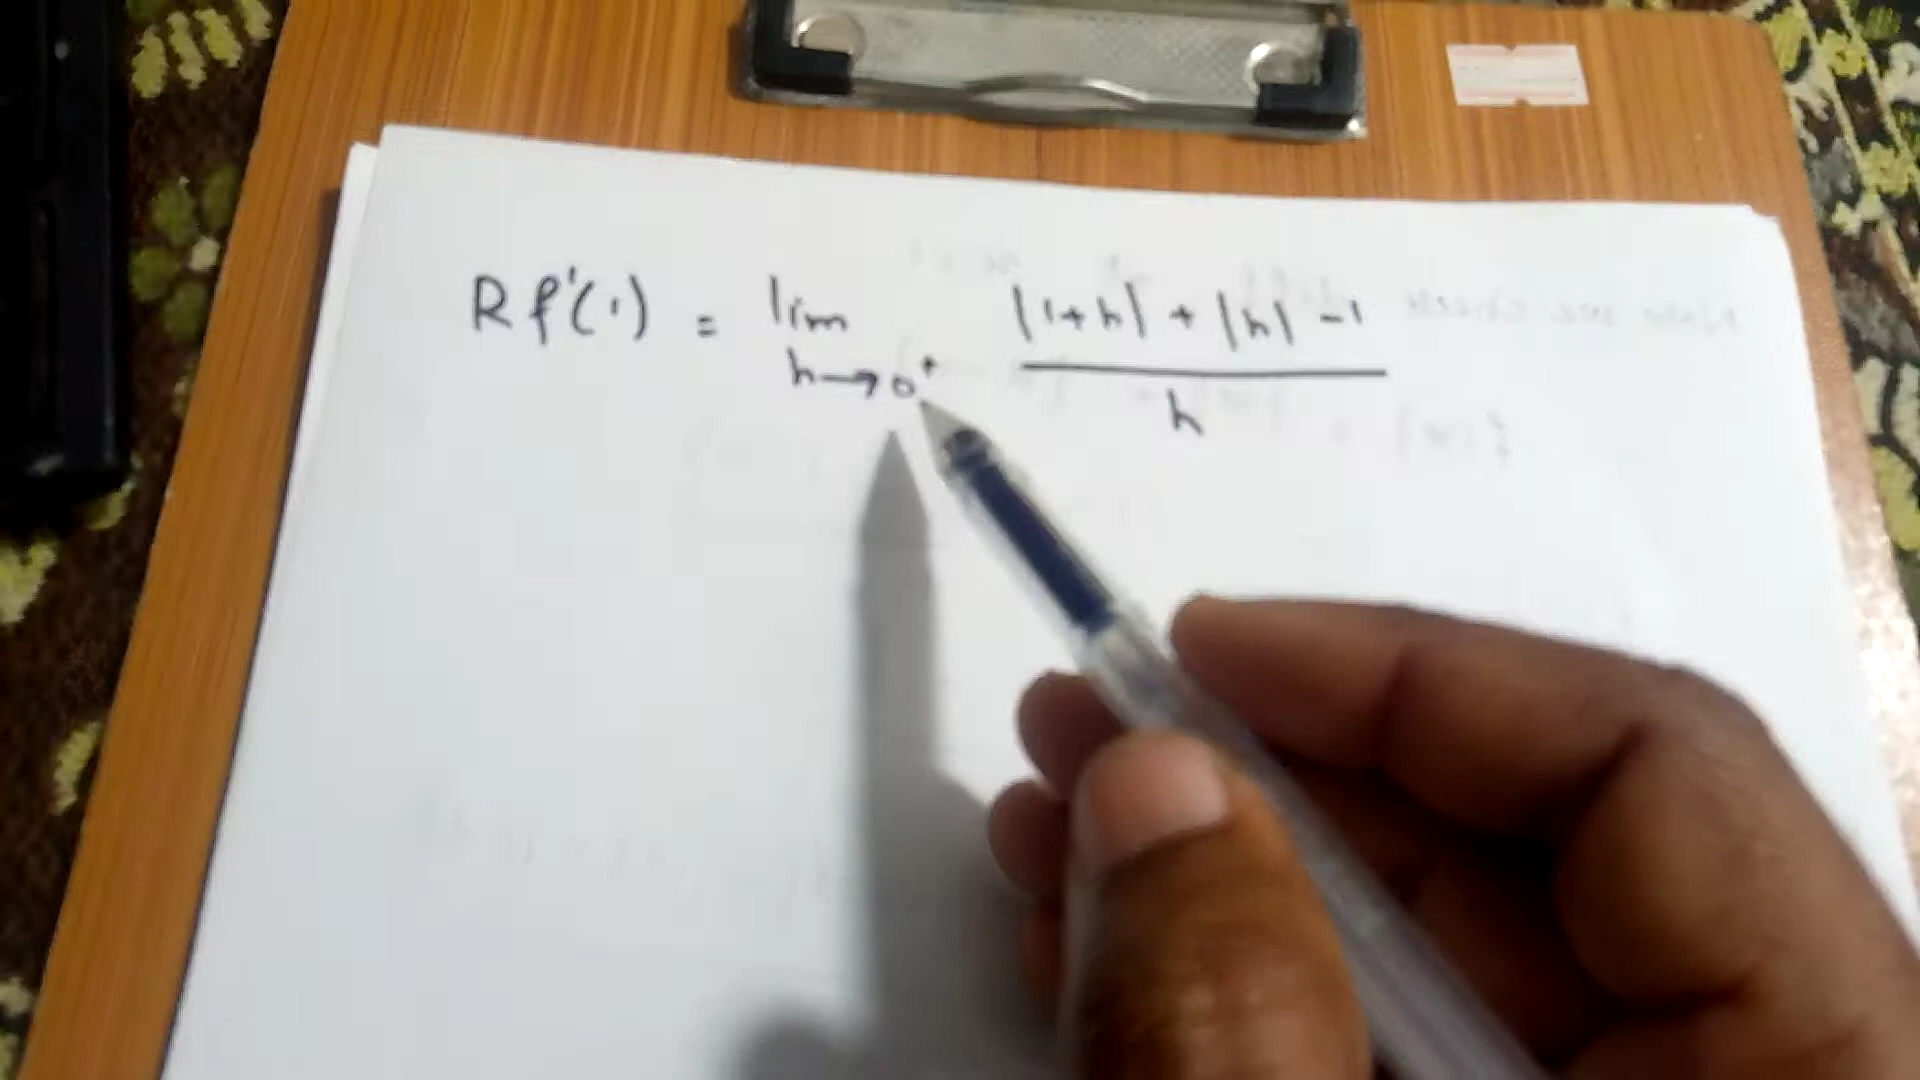 Rf'(1) = lim h→0⁺ |1+h| + |h| -1 / h